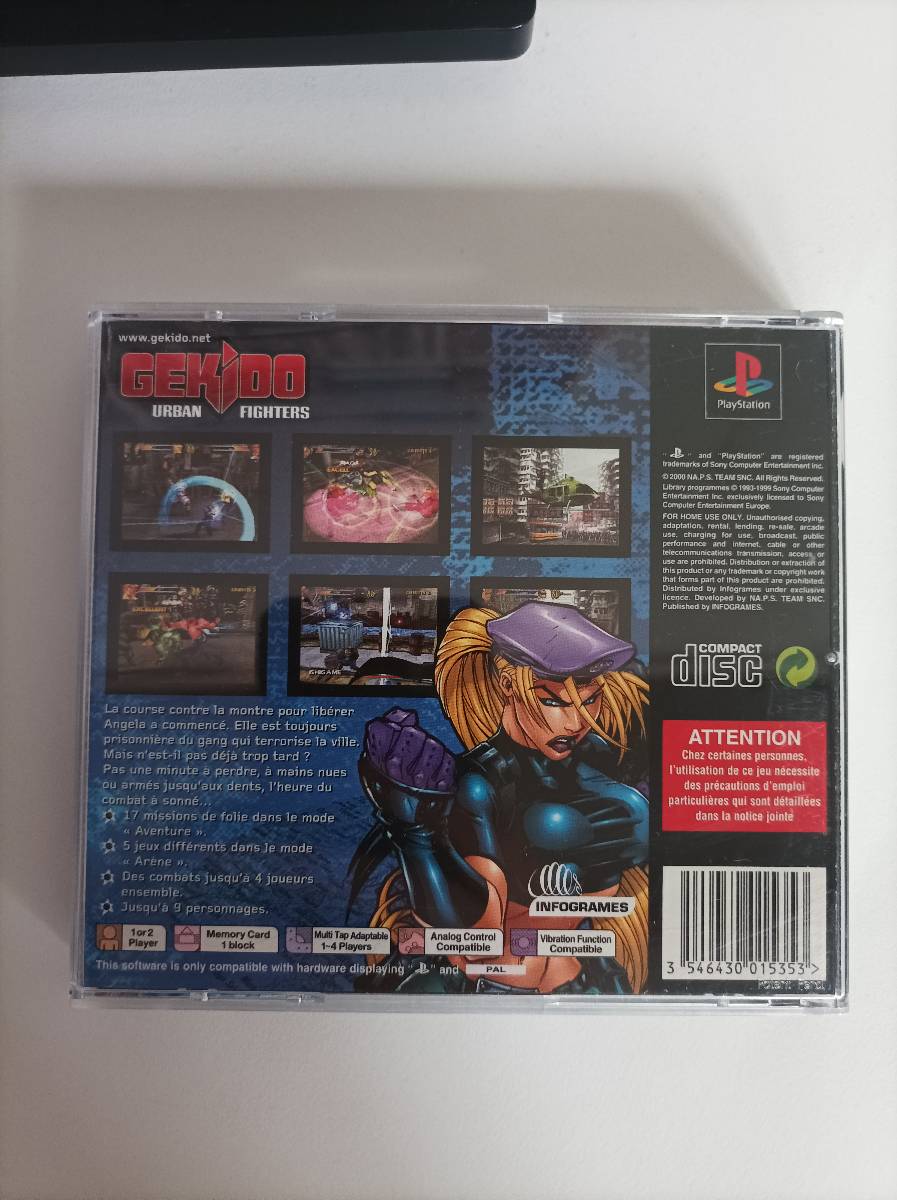 www.gekido.net
GEKIDO
URBAN FIGHTERS
EXCELL
EXCELLENT
La course contre la montre pour libérer
Angela a commencé. Elle est toujours
prisonnière du gang qui terrorise la ville.
Mais n'est-il pas déjà trop tard ?
Pas une minute à perdre, à mains nues
ou armés jusqu'aux dents, l'heure du
combat à sonné...
17 missions de folie dans le mode
« Aventure ».
5 jeux différents dans le mode
« Arène ».
Des combats jusqu'à 4 joueurs
ensemble.
Jusqu'à 9 personnages.
INFOGRAMES
1 or 2
Player
Memory Card
1 block
Multi Tap Adaptable
1~4 Players
Analog Control
Compatible
Vibration Function
Compatible
This software is only compatible with hardware displaying " " and PAL
PlayStation
" " and "PlayStation" are registered
trademarks of Sony Computer Entertainment Inc.
© 2000 N.A.P.S. TEAM SNC. All Rights Reserved.
Library programmes © 1993-1999 Sony Computer
Entertainment Inc. exclusively licensed to Sony
Computer Entertainment Europe.
FOR HOME USE ONLY. Unauthorised copying,
adaptation, rental, lending, re-sale, arcade
use, charging for use, broadcast, public
performance and internet, cable or other
telecommunications transmission, access or
use are prohibited. Distribution or extraction of
this product or any trademark or copyright work
that forms part of this product are prohibited.
Distributed by Infogrames under exclusive
licence. Developed by N.A.P.S. TEAM SNC.
Published by INFOGRAMES.
COMPACT
disc
ATTENTION
Chez certaines personnes,
l'utilisation de ce jeu nécessite
des précautions d'emploi
particulières qui sont détaillées
dans la notice jointe
3 546430 015353 >
Patent Pend.